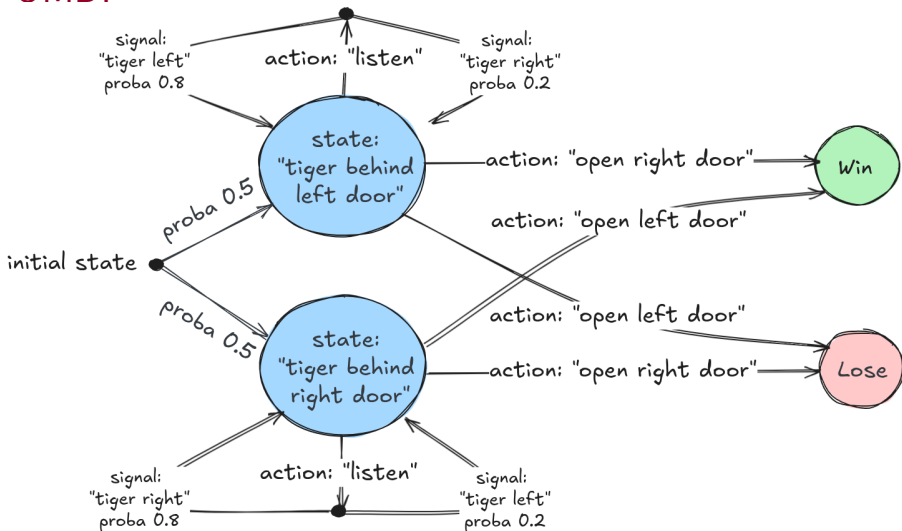 signal:
"tiger left"
proba 0.8
action: "listen"
signal:
"tiger right"
proba 0.2
state:
"tiger behind
left door"
action: "open right door"
Win
proba 0.5
action: "open left door"
initial state
proba 0.5
state:
"tiger behind
right door"
action: "open left door"
action: "open right door"
Lose
signal:
"tiger right"
proba 0.8
action: "listen"
signal:
"tiger left"
proba 0.2